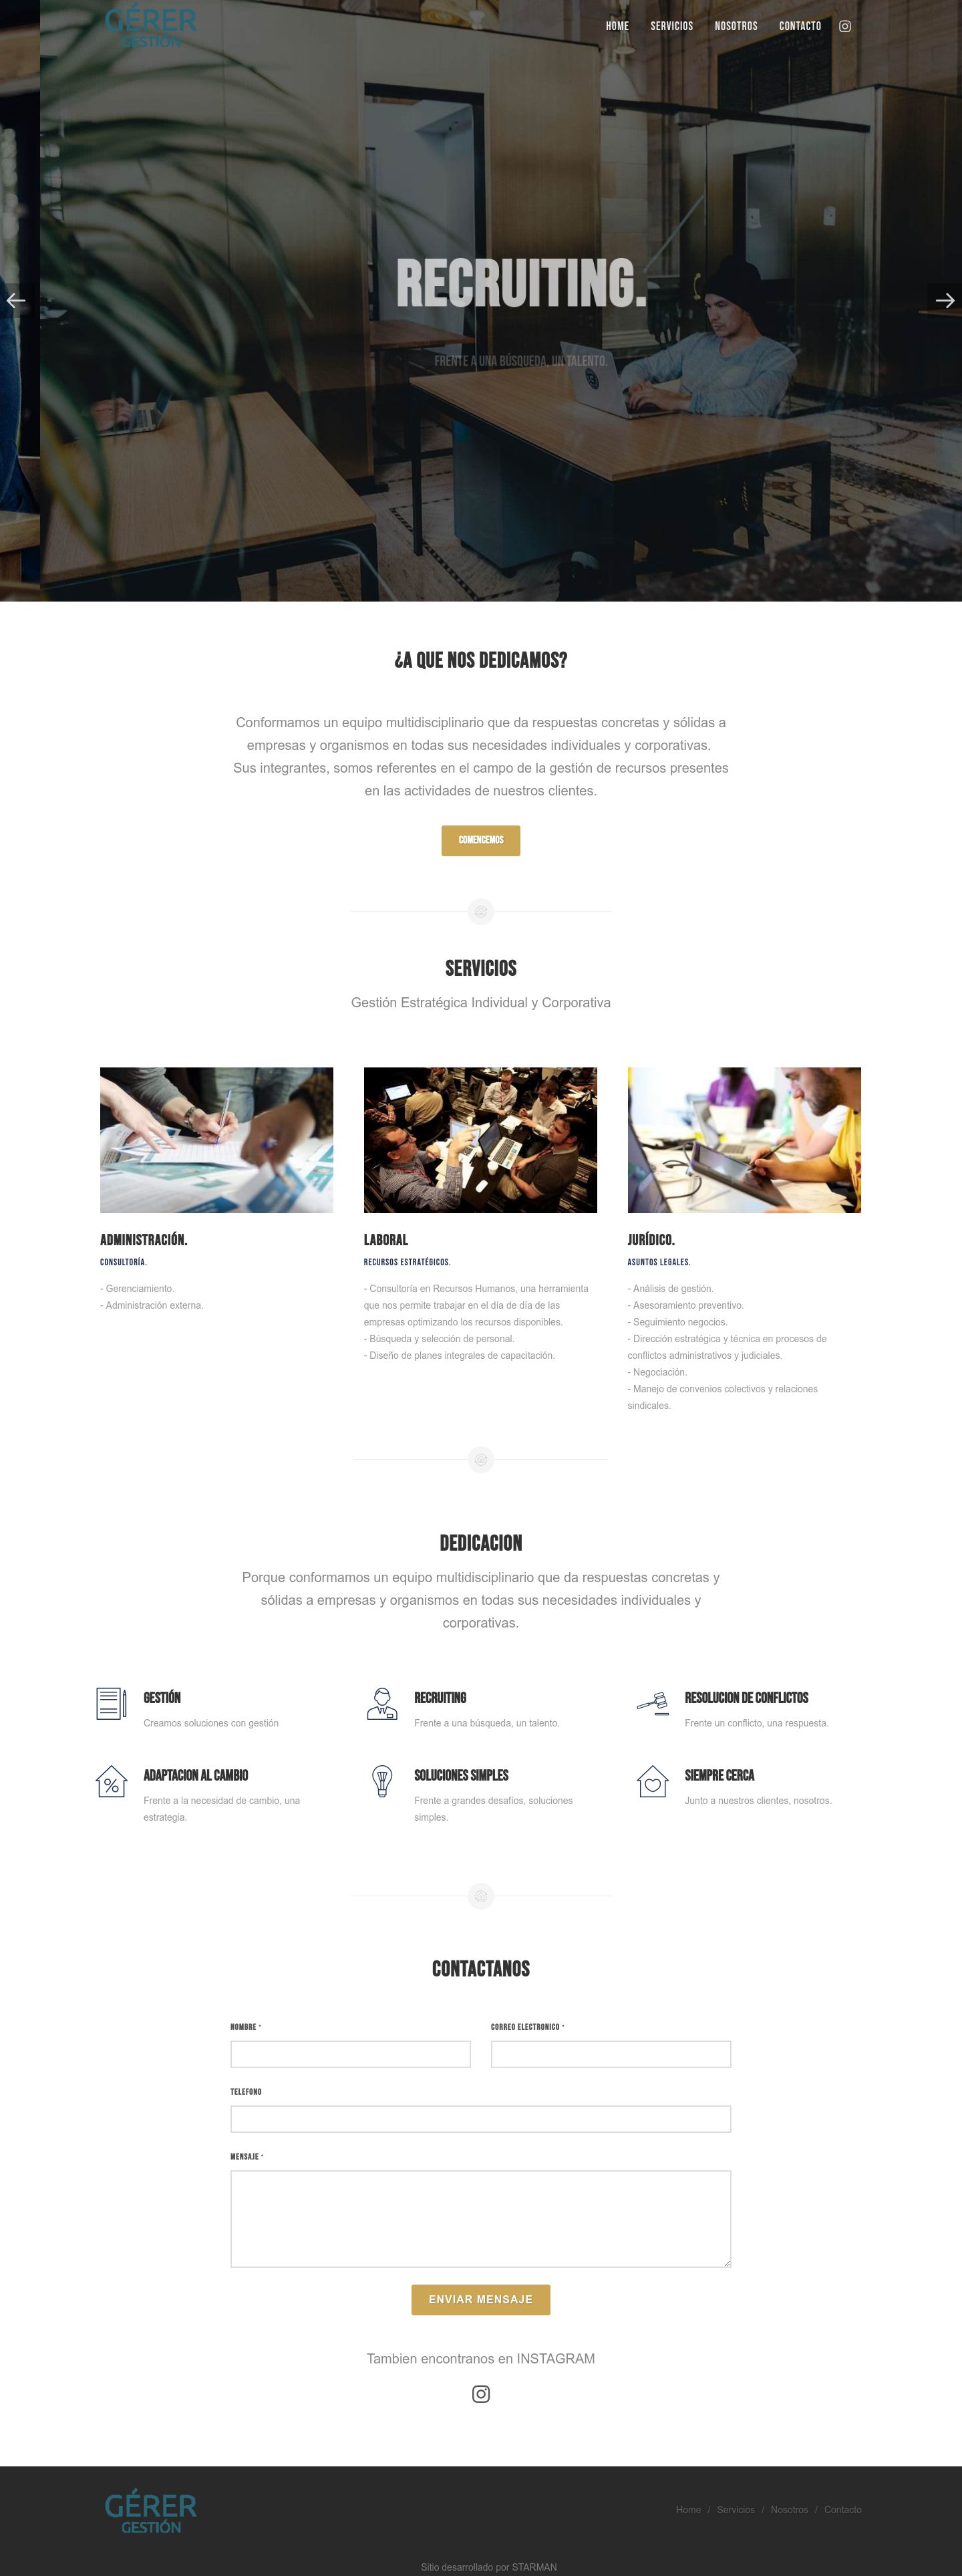 GÉRER
GESTIÓN
HOME
SERVICIOS
NOSOTROS
CONTACTO
RECRUITING.
FRENTE A UNA BÚSQUEDA, UN TALENTO.
¿A QUE NOS DEDICAMOS?
Conformamos un equipo multidisciplinario que da respuestas concretas y sólidas a
empresas y organismos en todas sus necesidades individuales y corporativas.
Sus integrantes, somos referentes en el campo de la gestión de recursos presentes
en las actividades de nuestros clientes.
COMENCEMOS
SERVICIOS
Gestión Estratégica Individual y Corporativa
ADMINISTRACIÓN.
CONSULTORÍA.
- Gerenciamiento.
- Administración externa.
LABORAL
RECURSOS ESTRATÉGICOS.
- Consultoría en Recursos Humanos, una herramienta
que nos permite trabajar en el día de día de las
empresas optimizando los recursos disponibles.
- Búsqueda y selección de personal.
- Diseño de planes integrales de capacitación.
JURÍDICO.
ASUNTOS LEGALES.
- Análisis de gestión.
- Asesoramiento preventivo.
- Seguimiento negocios.
- Dirección estratégica y técnica en procesos de
conflictos administrativos y judiciales.
- Negociación.
- Manejo de convenios colectivos y relaciones
sindicales.
DEDICACION
Porque conformamos un equipo multidisciplinario que da respuestas concretas y
sólidas a empresas y organismos en todas sus necesidades individuales y
corporativas.
GESTIÓN
Creamos soluciones con gestión
RECRUITING
Frente a una búsqueda, un talento.
RESOLUCION DE CONFLICTOS
Frente un conflicto, una respuesta.
ADAPTACION AL CAMBIO
Frente a la necesidad de cambio, una
estrategia.
SOLUCIONES SIMPLES
Frente a grandes desafíos, soluciones
simples.
SIEMPRE CERCA
Junto a nuestros clientes, nosotros.
CONTACTANOS
NOMBRE *
CORREO ELECTRONICO *
TELEFONO
MENSAJE *
ENVIAR MENSAJE
Tambien encontranos en INSTAGRAM
GÉRER
GESTIÓN
Home / Servicios / Nosotros / Contacto
Sitio desarrollado por STARMAN